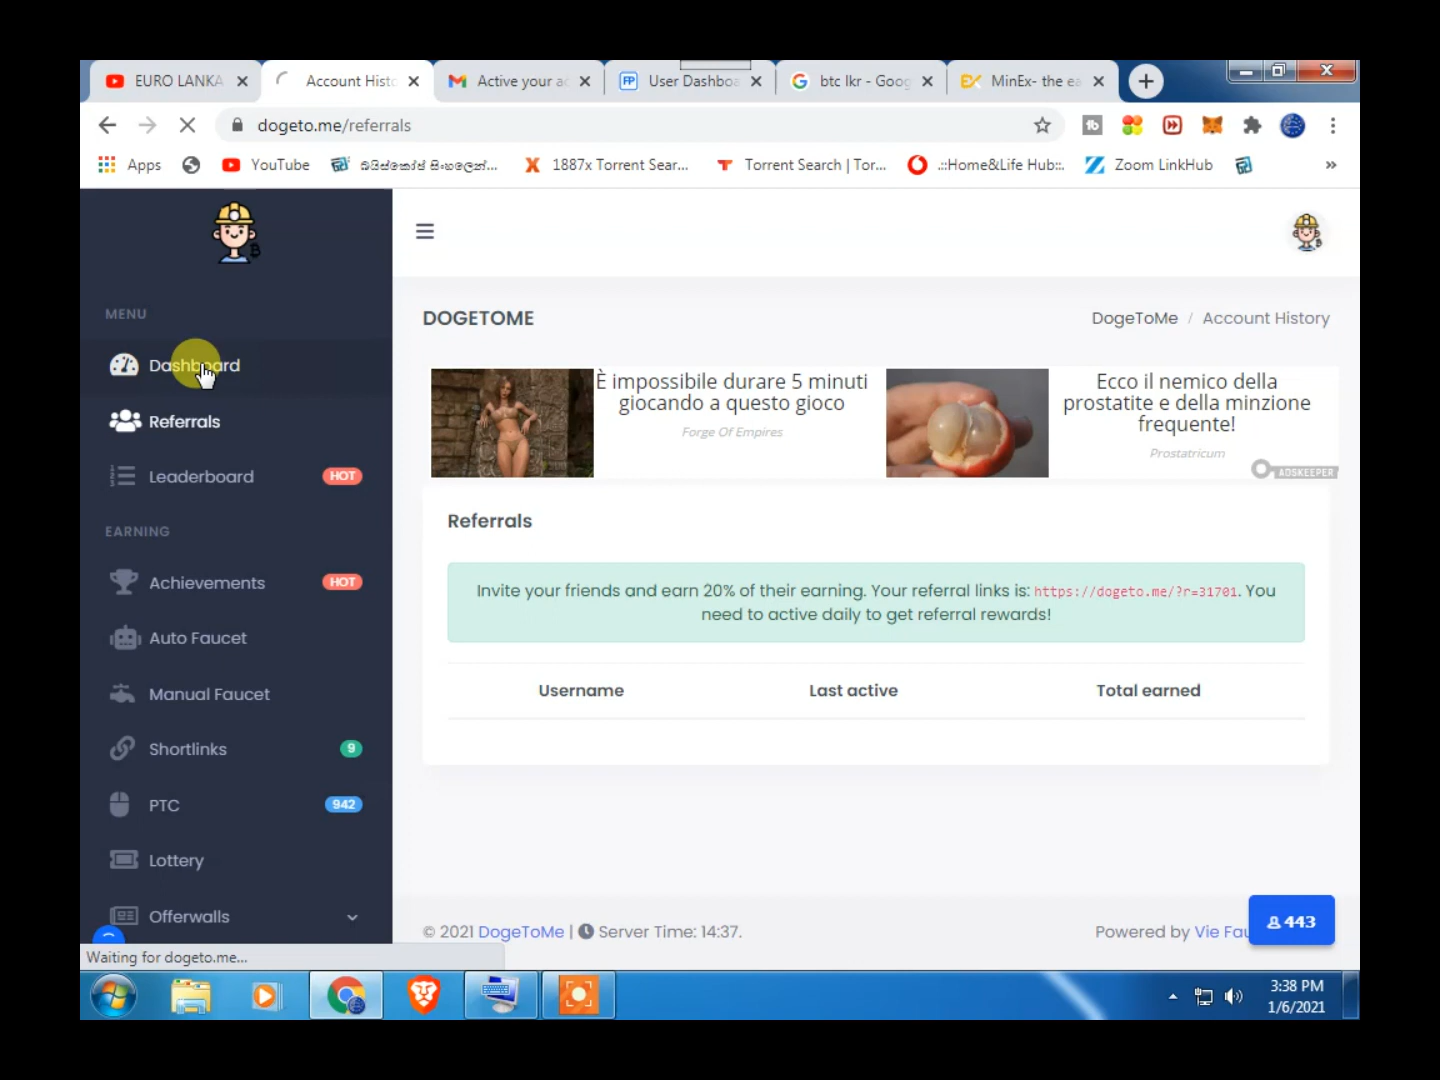 EURO LANKA
Account Histo
Active your ac
User Dashboa
btc lkr - Goog
MinEx- the ea
dogeto.me/referrals
Apps
YouTube
1887x Torrent Sear...
Torrent Search | Tor...
.::Home&Life Hub::.
Zoom LinkHub
»
MENU
Dashboard
Referrals
Leaderboard HOT
EARNING
Achievements HOT
Auto Faucet
Manual Faucet
Shortlinks 9
PTC 942
Lottery
Offerwalls
Waiting for dogeto.me...
DOGETOME
DogeToMe / Account History
È impossibile durare 5 minuti
giocando a questo gioco
Forge Of Empires
Ecco il nemico della
prostatite e della minzione
frequente!
Prostatricum
ADSKEEPER
Referrals
Invite your friends and earn 20% of their earning. Your referral links is: https://dogeto.me/?r=31701. You
need to active daily to get referral rewards!
Username Last active Total earned
© 2021 DogeToMe | Server Time: 14:37.
Powered by Vie Fau
443
3:38 PM
1/6/2021